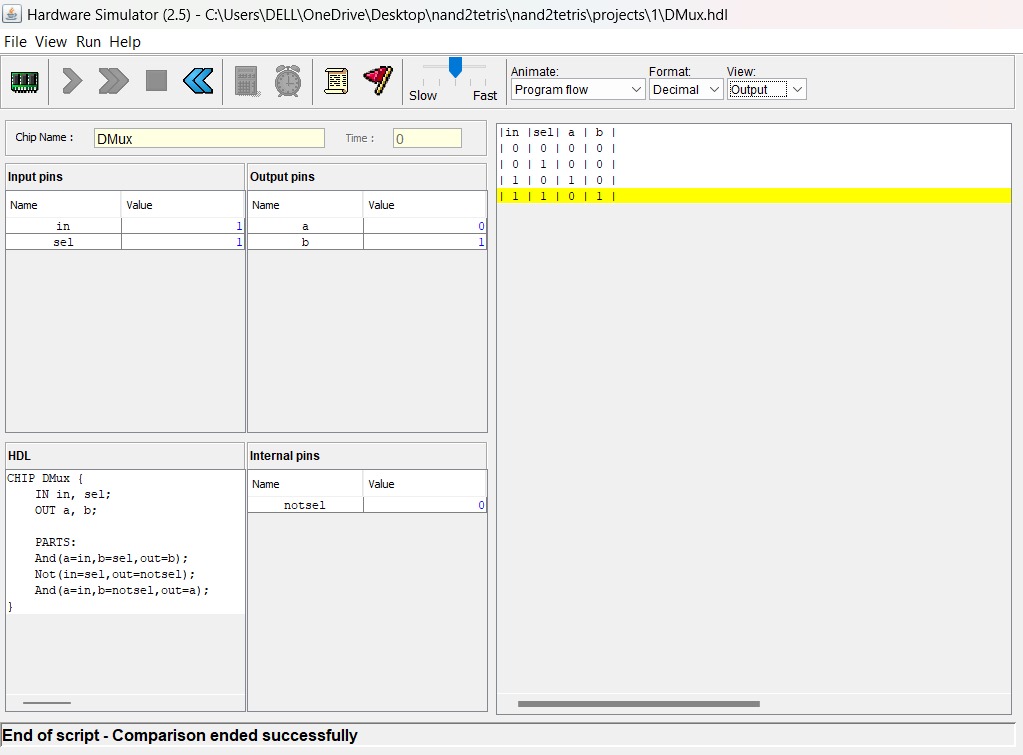 Hardware Simulator (2.5) - C:\Users\DELL\OneDrive\Desktop\nand2tetris\nand2tetris\projects\1\DMux.hdl
File View Run Help
Slow Fast
Animate: Format: View:
Program flow Decimal Output
Chip Name : DMux Time : 0
Input pins
Name Value
in 1
sel 1
Output pins
Name Value
a 0
b 1
|in |sel| a | b |
| 0 | 0 | 0 | 0 |
| 0 | 1 | 0 | 0 |
| 1 | 0 | 1 | 0 |
| 1 | 1 | 0 | 1 |
HDL
CHIP DMux {
    IN in, sel;
    OUT a, b;
    PARTS:
    And(a=in,b=sel,out=b);
    Not(in=sel,out=notsel);
    And(a=in,b=notsel,out=a);
}
Internal pins
Name Value
notsel 0
End of script - Comparison ended successfully